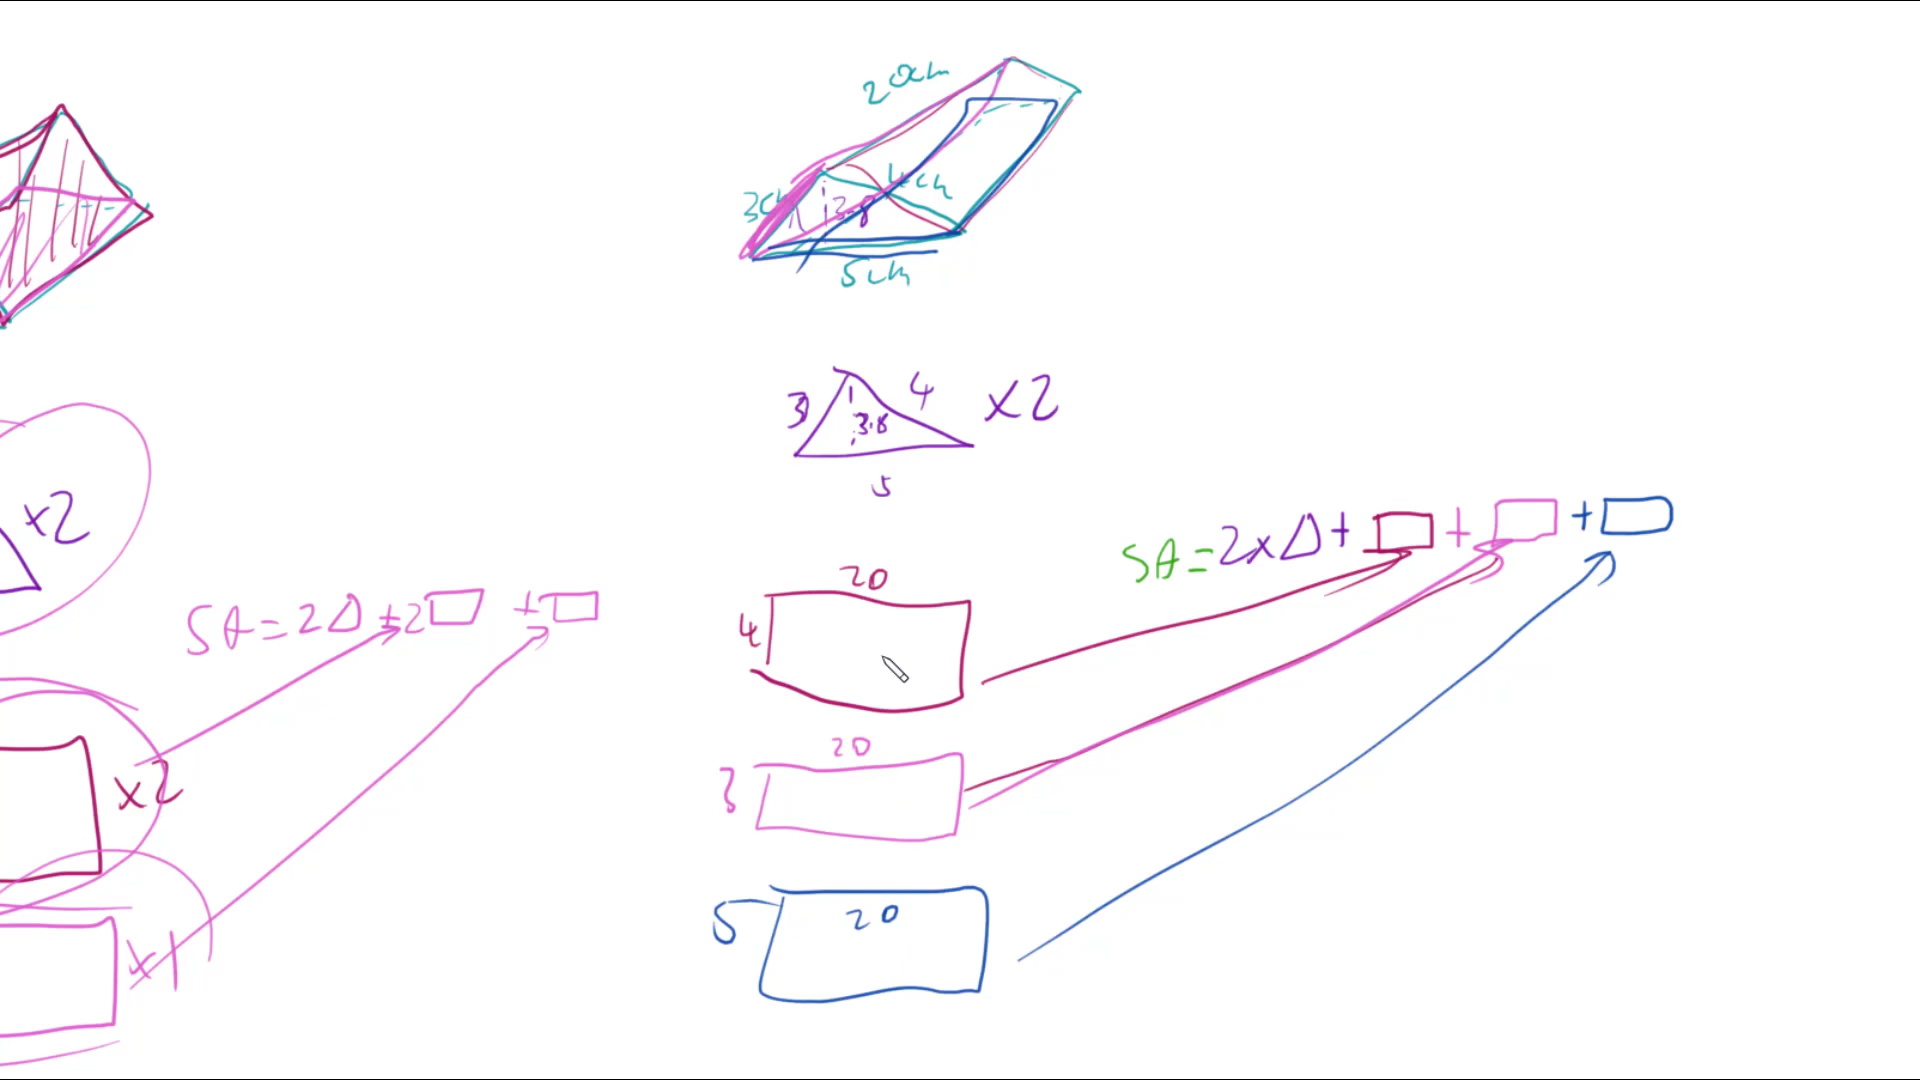 20cm
3cm
4cm
3.8
5cm
3
4
3.8
x2
5
x2
SA = 2 x △ + □ + □ + □
SA = 2△ + 2□ + □
20
4
20
3
x2
5
20
x1